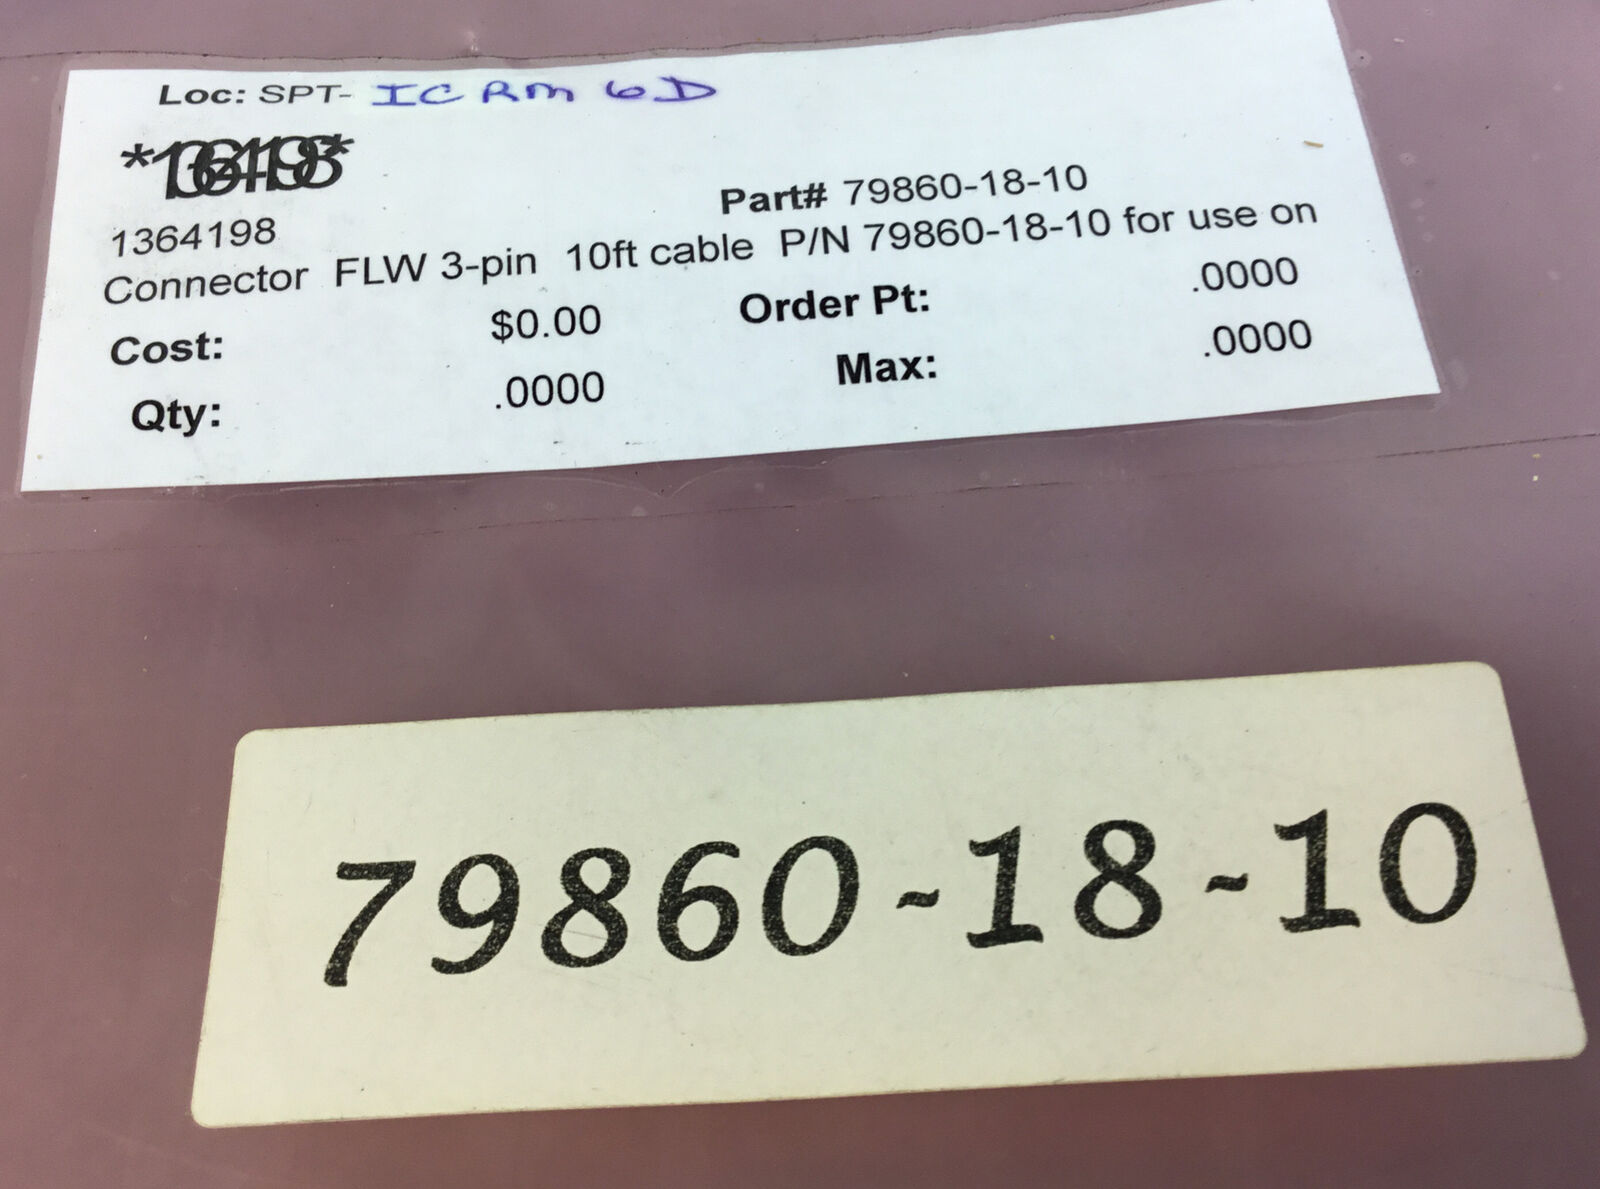 Loc: SPT- IC RM 6D
*1364198*
Part# 79860-18-10
1364198
Connector FLW 3-pin 10ft cable P/N 79860-18-10 for use on
Cost: $0.00 Order Pt: .0000
Qty: .0000 Max: .0000
79860-18-10